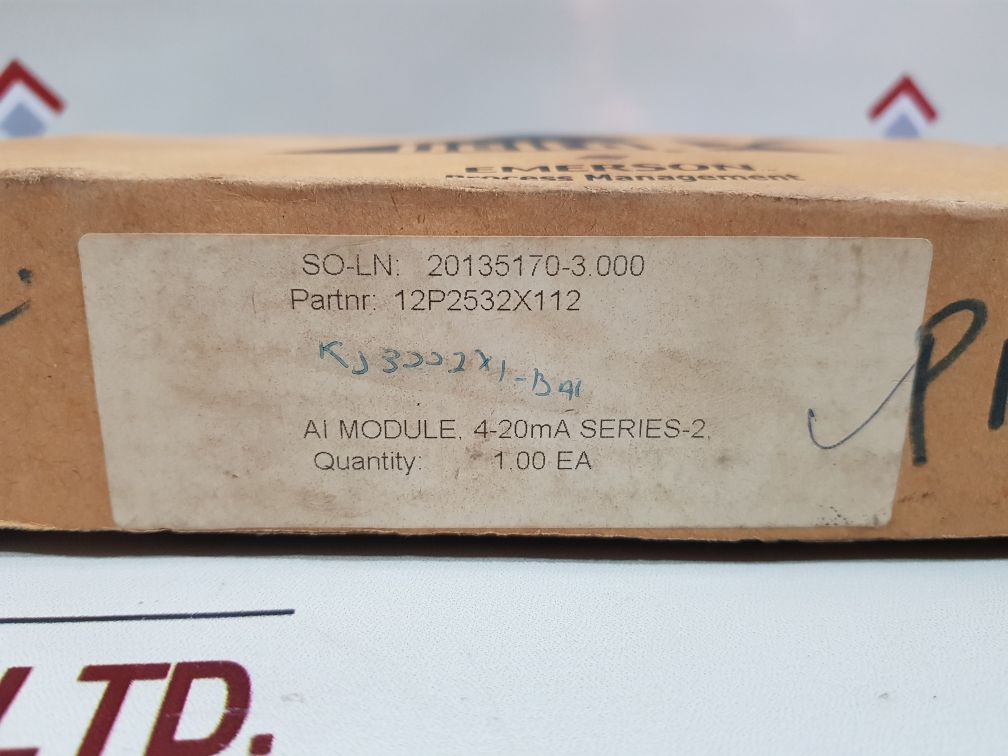 EMERSON
Process Management
SO-LN: 20135170-3.000
Partnr: 12P2532X112
KJ3222X1-BA1
AI MODULE, 4-20mA SERIES-2,
Quantity: 1.00 EA
LTD.